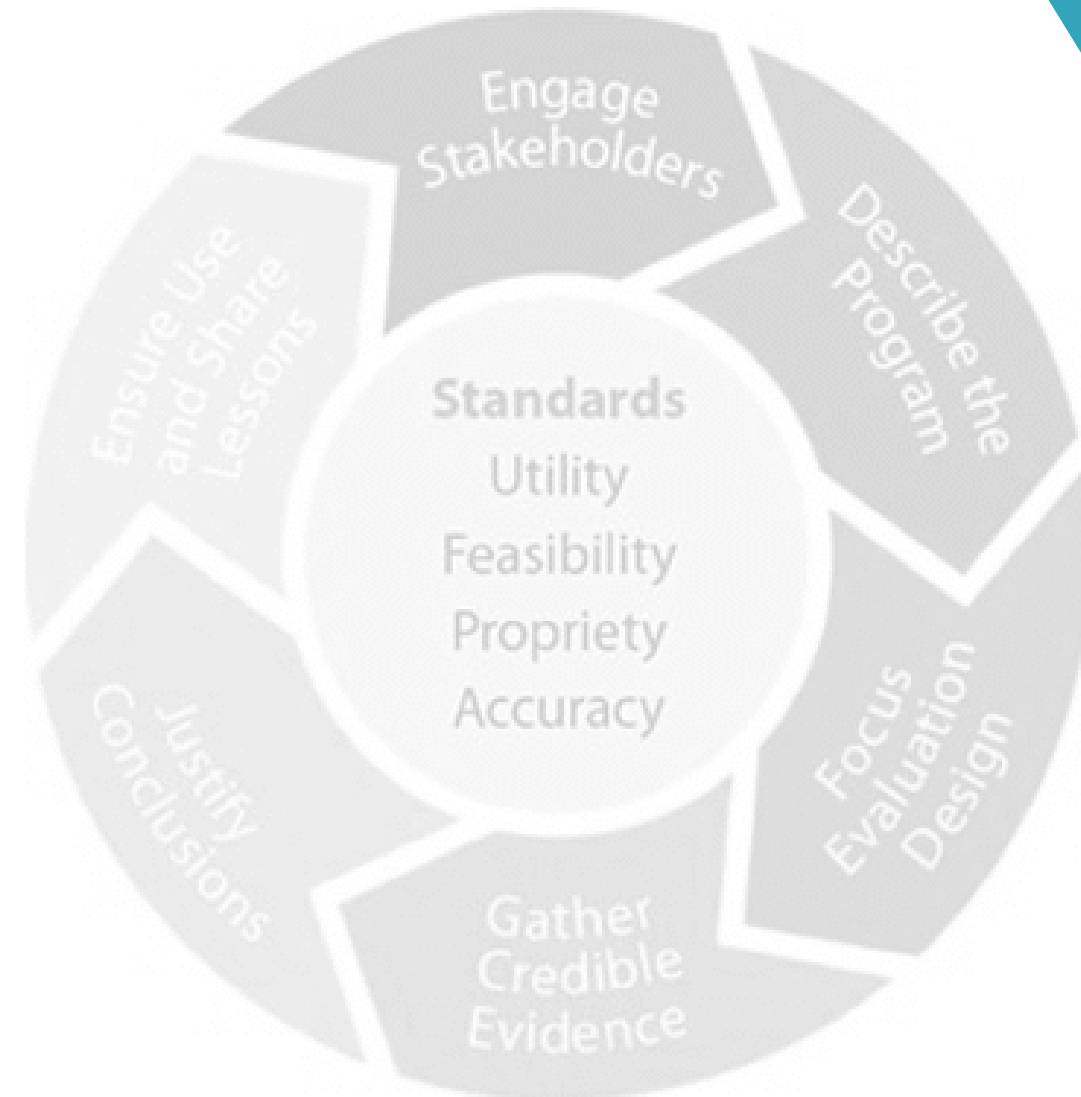 Engage
Stakeholders
Describe the
Program
Focus
Evaluation
Design
Gather
Credible
Evidence
Justify
Conclusions
Ensure Use
and Share
Lessons
Standards
Utility
Feasibility
Propriety
Accuracy